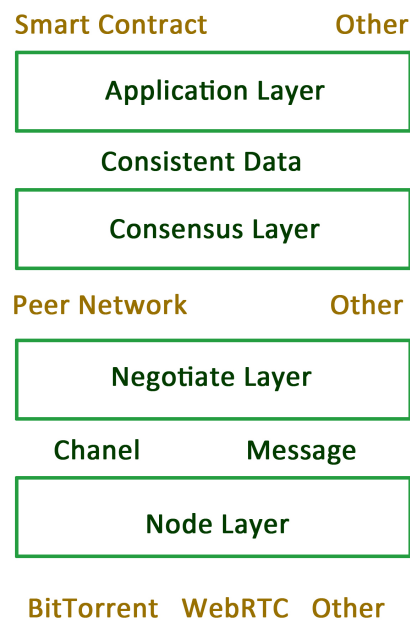 Smart Contract Other
Application Layer
Consistent Data
Consensus Layer
Peer Network Other
Negotiate Layer
Chanel Message
Node Layer
BitTorrent WebRTC Other